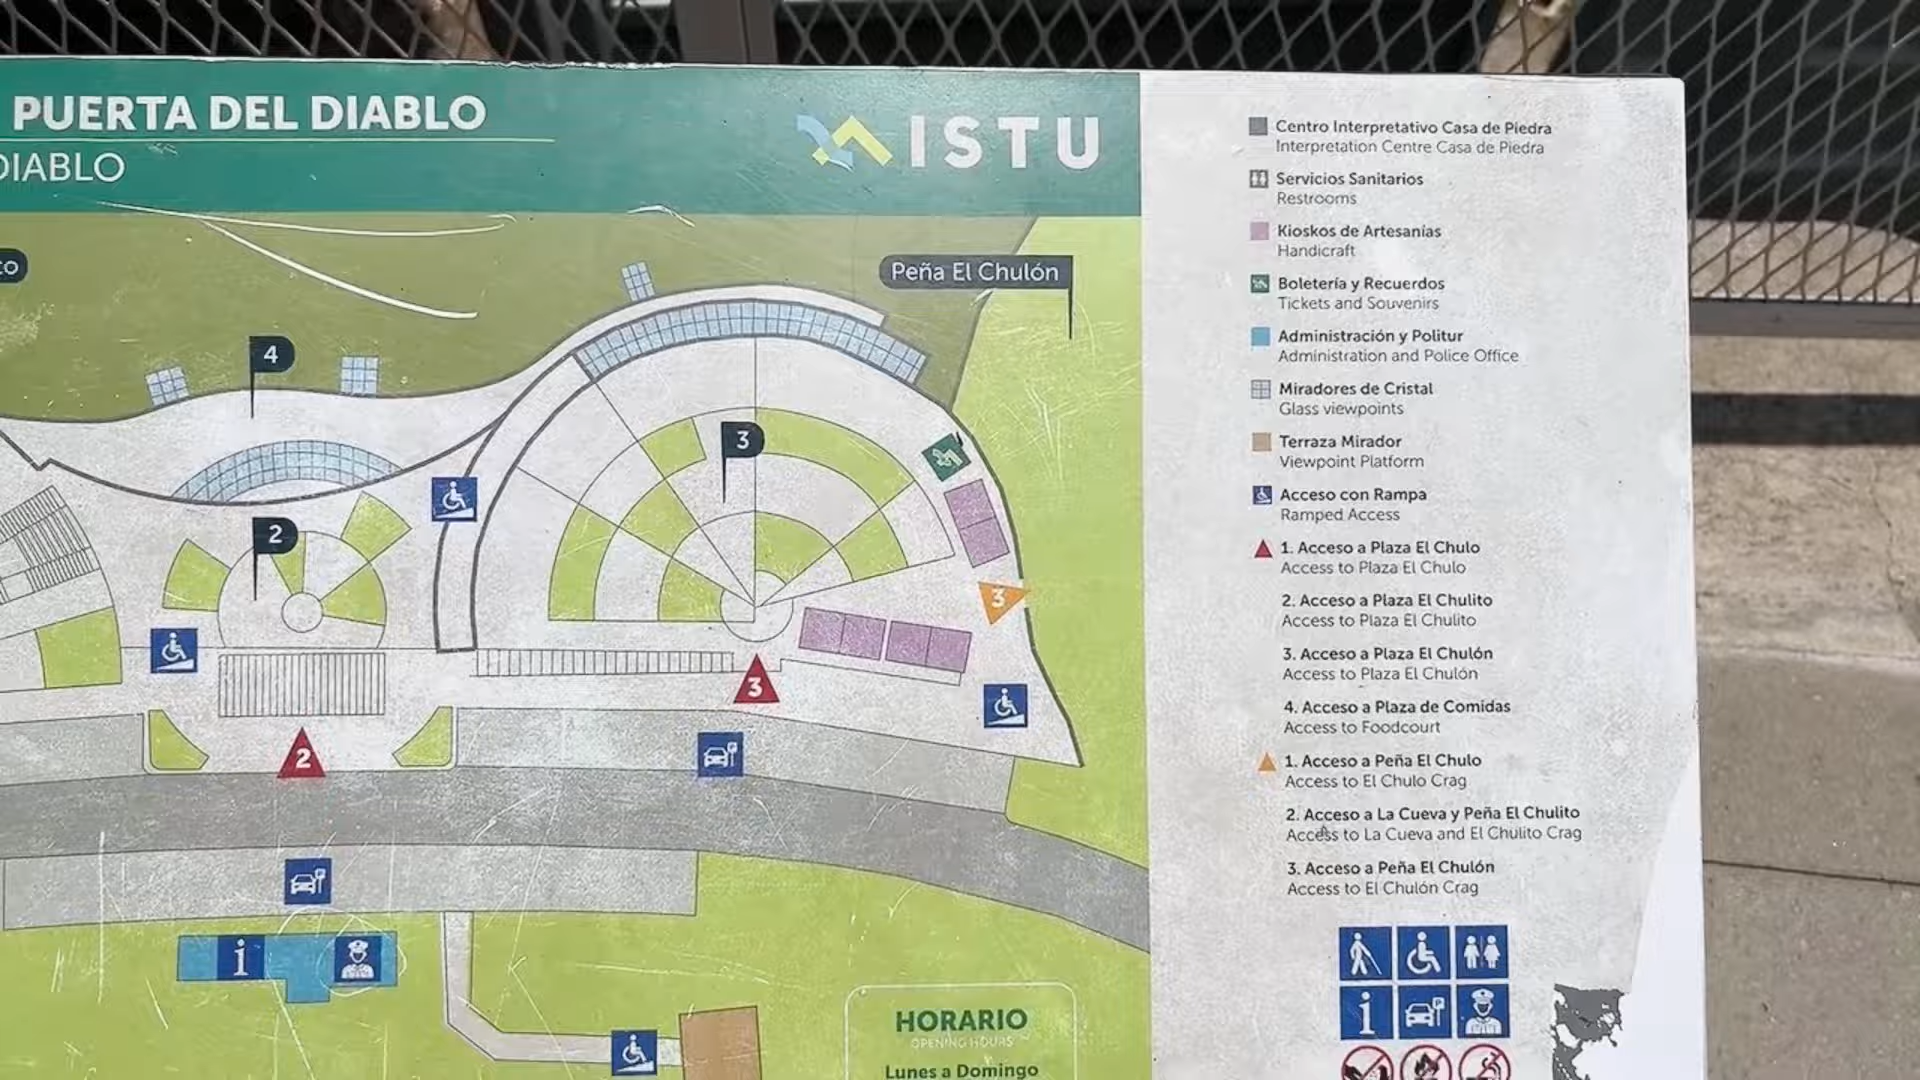 PUERTA DEL DIABLO
DIABLO
ISTU
CO
Peña El Chulón
4
3
2
3
3
2
i
HORARIO
OPENING HOURS
Lunes a Domingo
Centro Interpretativo Casa de Piedra
Interpretation Centre Casa de Piedra
Servicios Sanitarios
Restrooms
Kioskos de Artesanías
Handicraft
Boletería y Recuerdos
Tickets and Souvenirs
Administración y Politur
Administration and Police Office
Miradores de Cristal
Glass viewpoints
Terraza Mirador
Viewpoint Platform
Acceso con Rampa
Ramped Access
1. Acceso a Plaza El Chulo
Access to Plaza El Chulo
2. Acceso a Plaza El Chulito
Access to Plaza El Chulito
3. Acceso a Plaza El Chulón
Access to Plaza El Chulón
4. Acceso a Plaza de Comidas
Access to Foodcourt
1. Acceso a Peña El Chulo
Access to El Chulo Crag
2. Acceso a La Cueva y Peña El Chulito
Access to La Cueva and El Chulito Crag
3. Acceso a Peña El Chulón
Access to El Chulón Crag
i